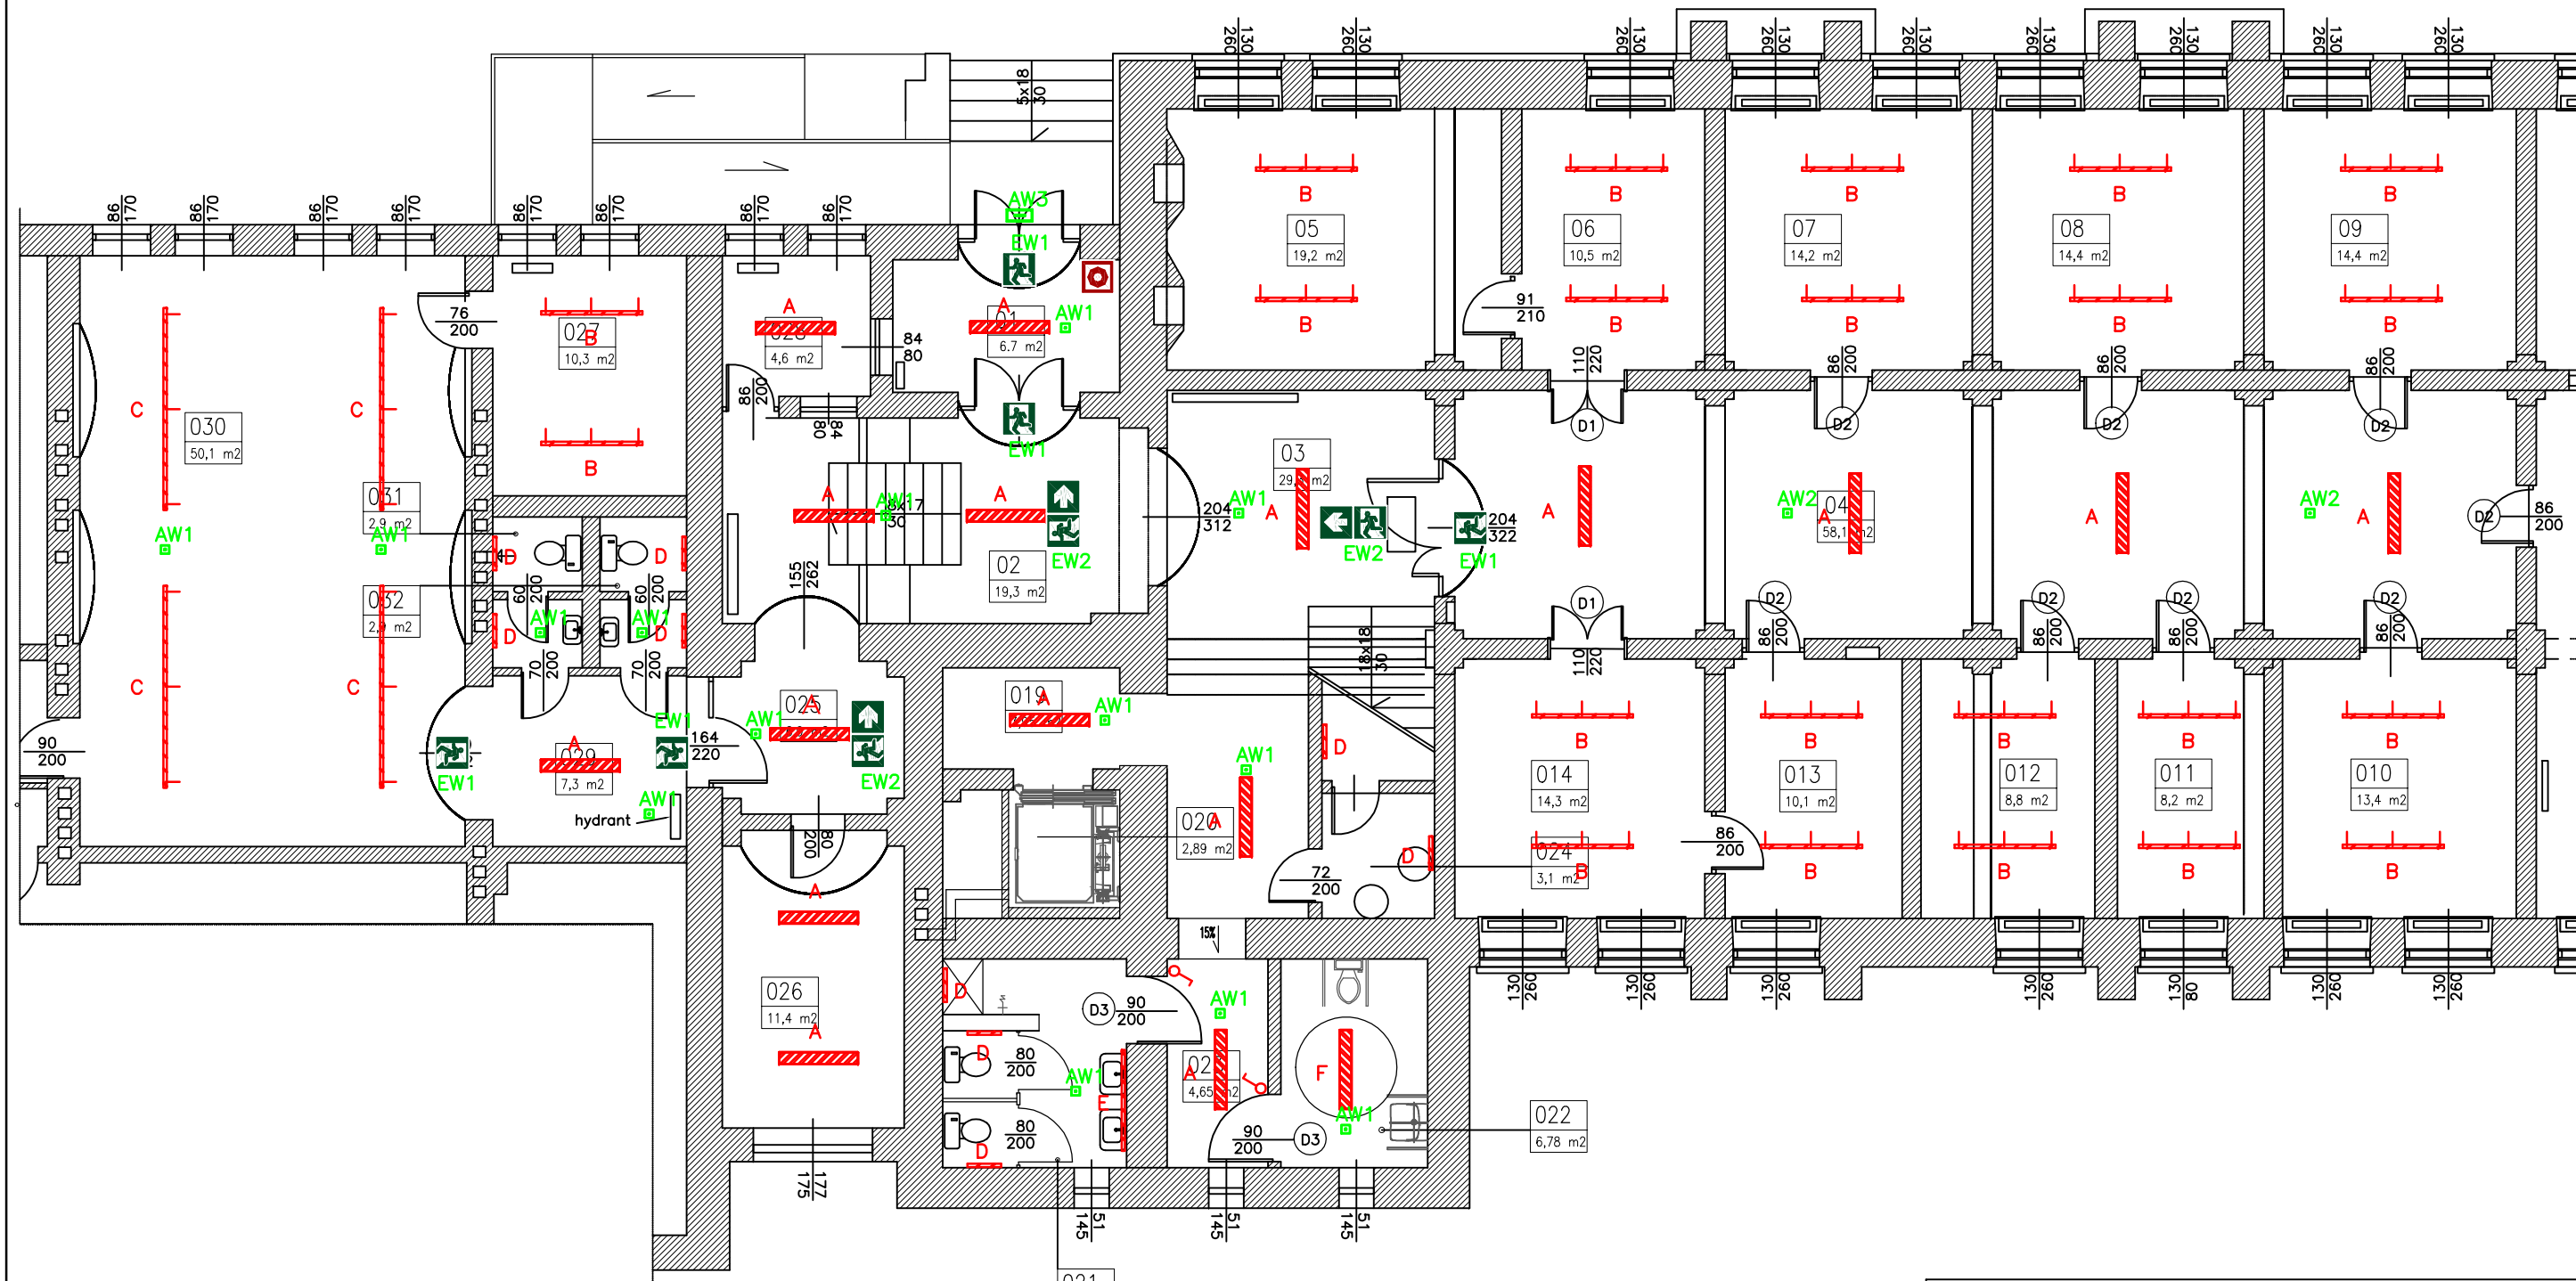 130
260
130
260
130
260
130
260
130
260
130
260
130
260
130
260
130
260
5x18
30
86
170
86
170
86
170
86
170
86
170
86
170
86
170
86
170
AW3
EW1
B
B
B
B
B
05
19,2 m2
06
10,5 m2
07
14,2 m2
08
14,4 m2
09
14,4 m2
76
200
027
10,3 m2
B
B
A
4,6 m2
84
80
A
01
6.7 m2
AW1
91
210
B
B
B
B
B
86
200
84
80
EW1
110
220
86
200
86
200
86
200
D1
D2
D2
D2
C
C
030
50,1 m2
031
2,9 m2
032
AW1
AW1
D
D
D
D
60
200
60
200
AW1
AW1
70
200
70
200
A
AW1
A
02
19,3 m2
EW2
155
262
204
312
03
AW1
A
EW2
204
322
EW1
A
AW2
04
A
A
AW2
A
D2
86
200
18x18
30
D1
110
220
D2
86
200
D2
86
200
D2
86
200
D2
86
200
C
C
90
200
EW1
A
029
7,3 m2
EW1
164
220
AW1
hydrant
AW1
025
A
EW2
80
200
019
A
AW1
D
020
2,89 m2
A
72
200
D
024
3,1 m2
B
B
B
B
B
014
14,3 m2
013
10,1 m2
012
8,8 m2
011
8,2 m2
010
13,4 m2
86
200
B
B
B
B
B
A
026
11,4 m2
A
177
175
15%
D
D3
90
200
AW1
D
80
200
AW1
E
80
200
D
A
F
AW1
90
200
D3
022
6,78 m2
130
260
130
260
130
260
130
260
130
80
130
260
130
260
51
145
51
145
51
145
021